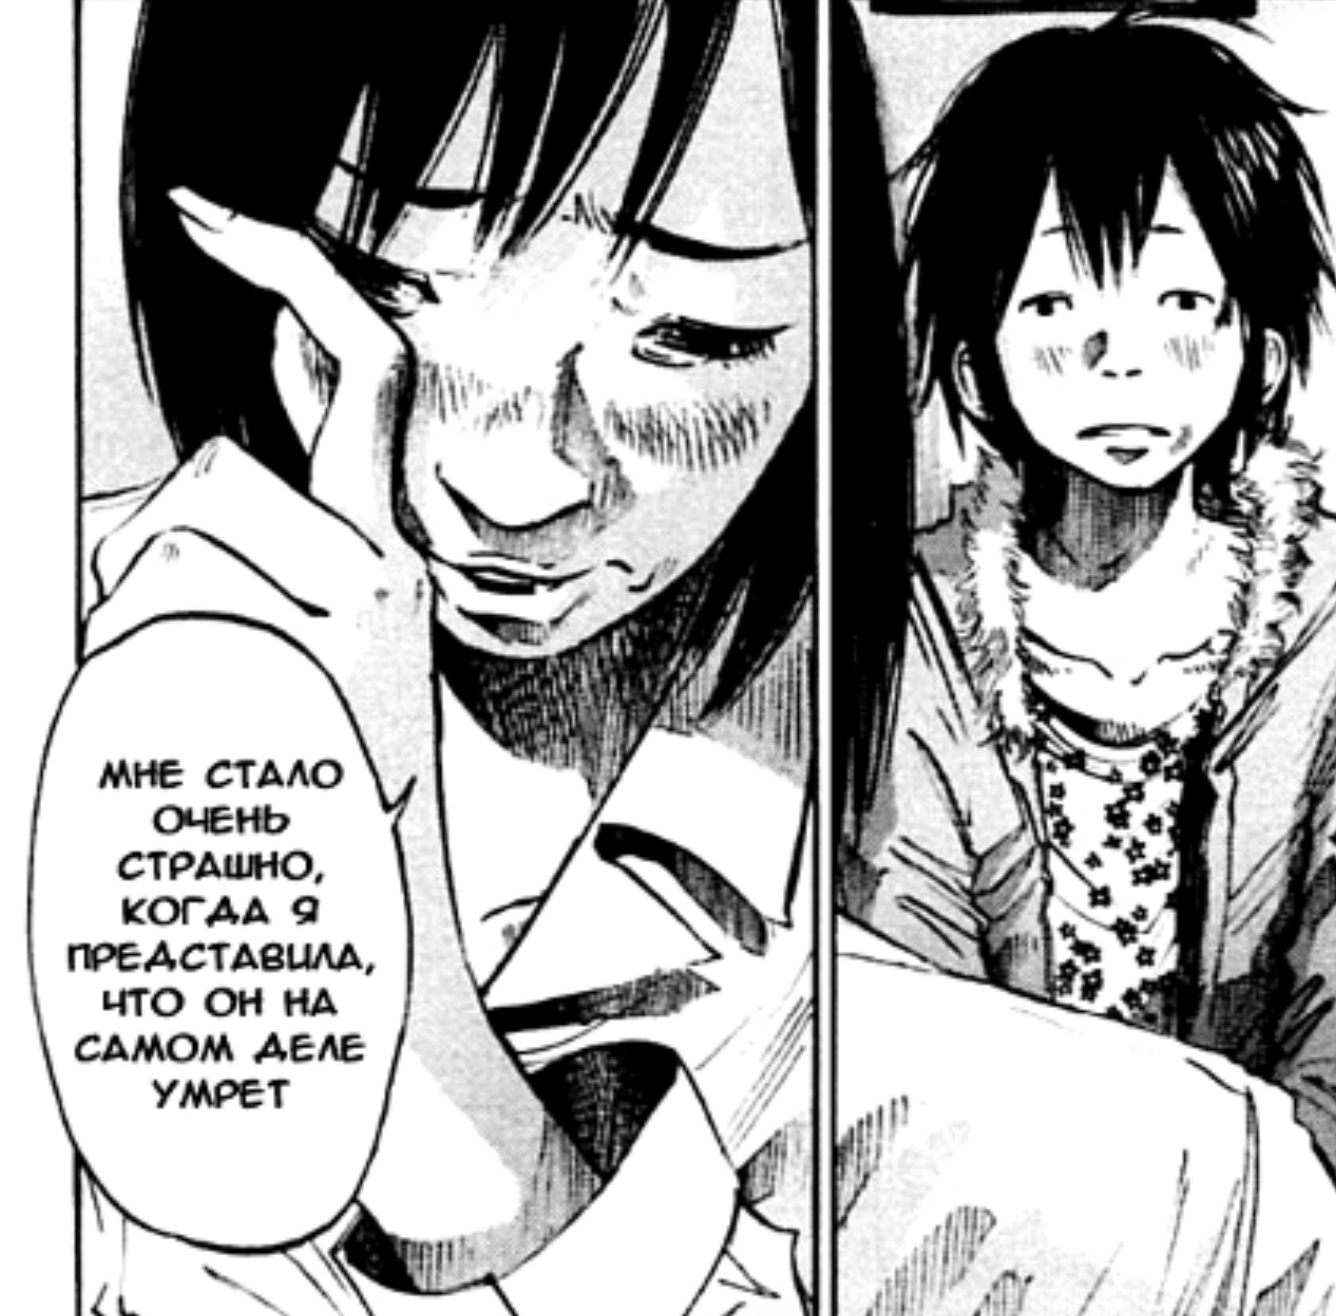 МНЕ СТАЛО
ОЧЕНЬ
СТРАШНО,
КОГДА Я
ПРЕДСТАВИЛА,
ЧТО ОН НА
САМОМ ДЕЛЕ
УМРЕТ